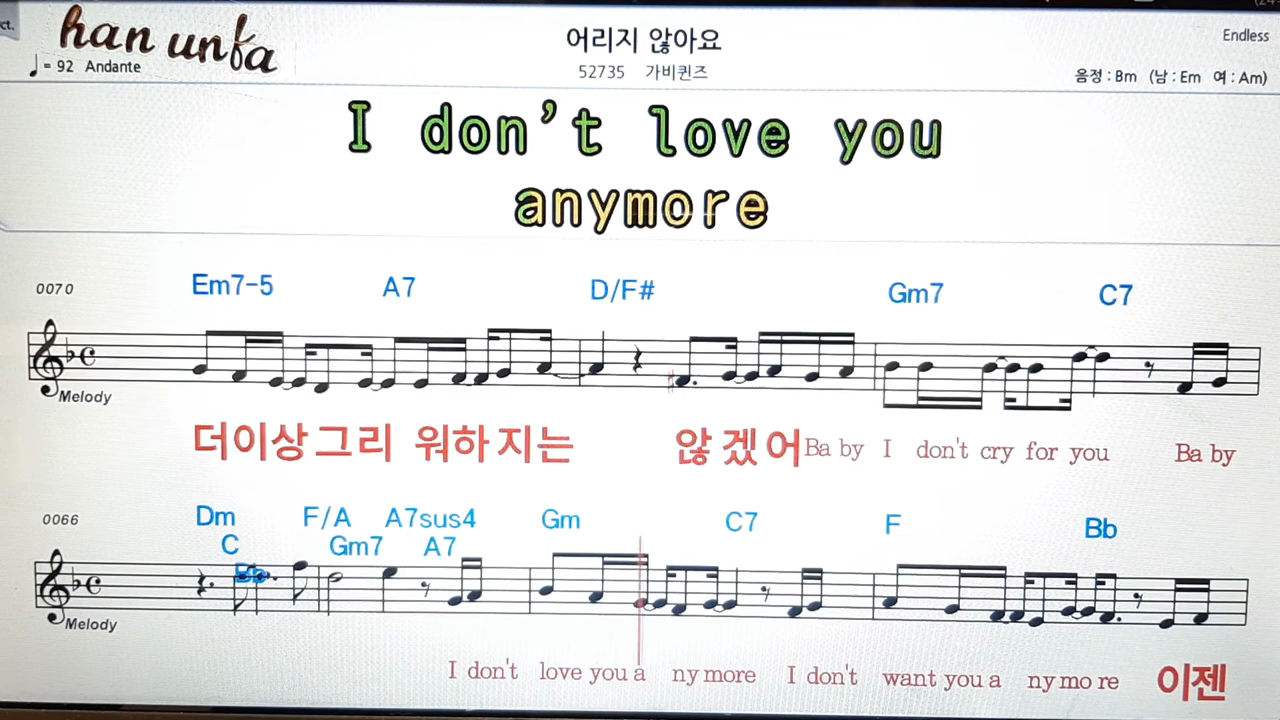 ct.
han unfa
♩ = 92 Andante
어리지 않아요
52735 가비퀸즈
Endless
음정 : Bm (남 : Em 여 : Am)
I don't love you
anymore
0070
Em7-5 A7 D/F# Gm7 C7
Melody
더이상그리 워하지는 않겠어 Ba by I don't cry for you Ba by
0066
Dm F/A A7sus4 Gm C7 F Bb
C Gm7 A7
Melody
I don't love you a ny more I don't want you a ny mo re 이젠